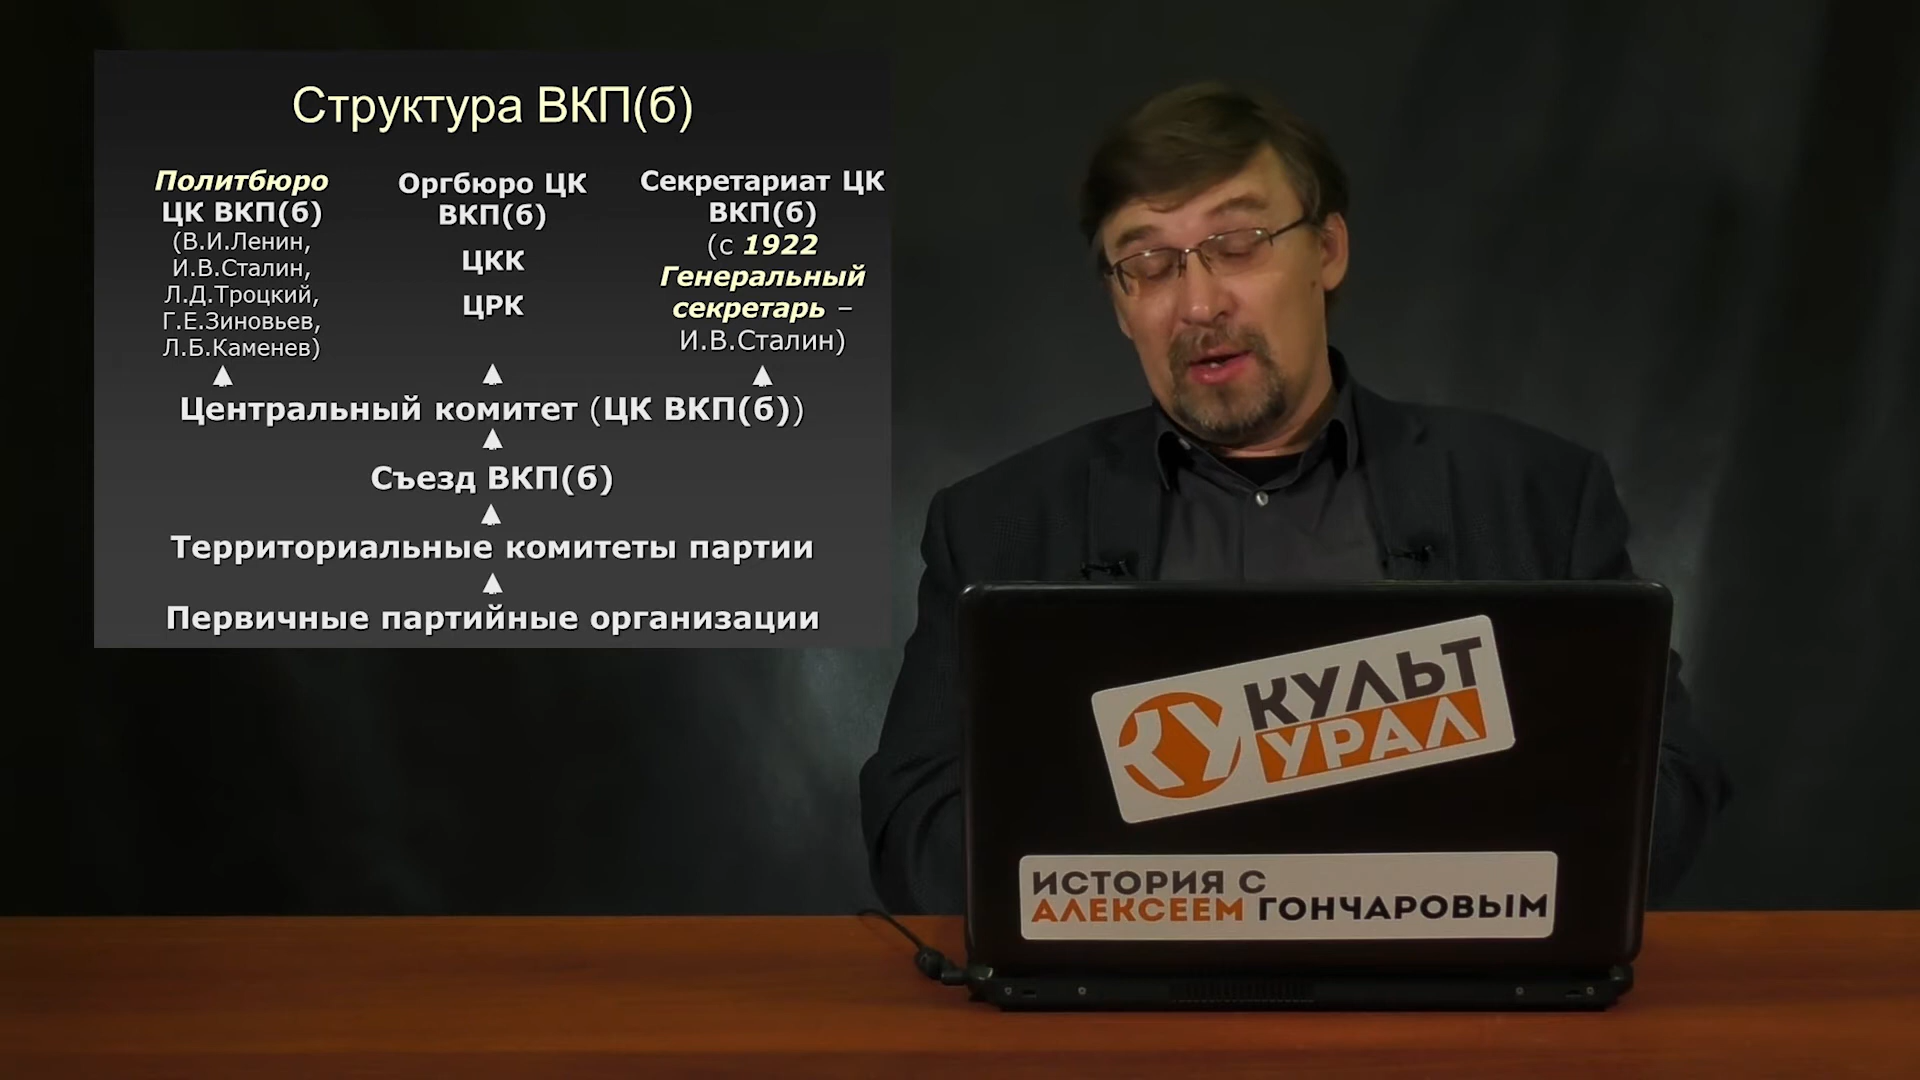 Структура ВКП(б)
Политбюро
ЦК ВКП(б)
(В.И.Ленин,
И.В.Сталин,
Л.Д.Троцкий,
Г.Е.Зиновьев,
Л.Б.Каменев)
Оргбюро ЦК
ВКП(б)
ЦКК
ЦРК
Секретариат ЦК
ВКП(б)
(с 1922
Генеральный
секретарь –
И.В.Сталин)
Центральный комитет (ЦК ВКП(б))
Съезд ВКП(б)
Территориальные комитеты партии
Первичные партийные организации
КУ КУЛЬТ
УРАЛ
ИСТОРИЯ С
АЛЕКСЕЕМ ГОНЧАРОВЫМ